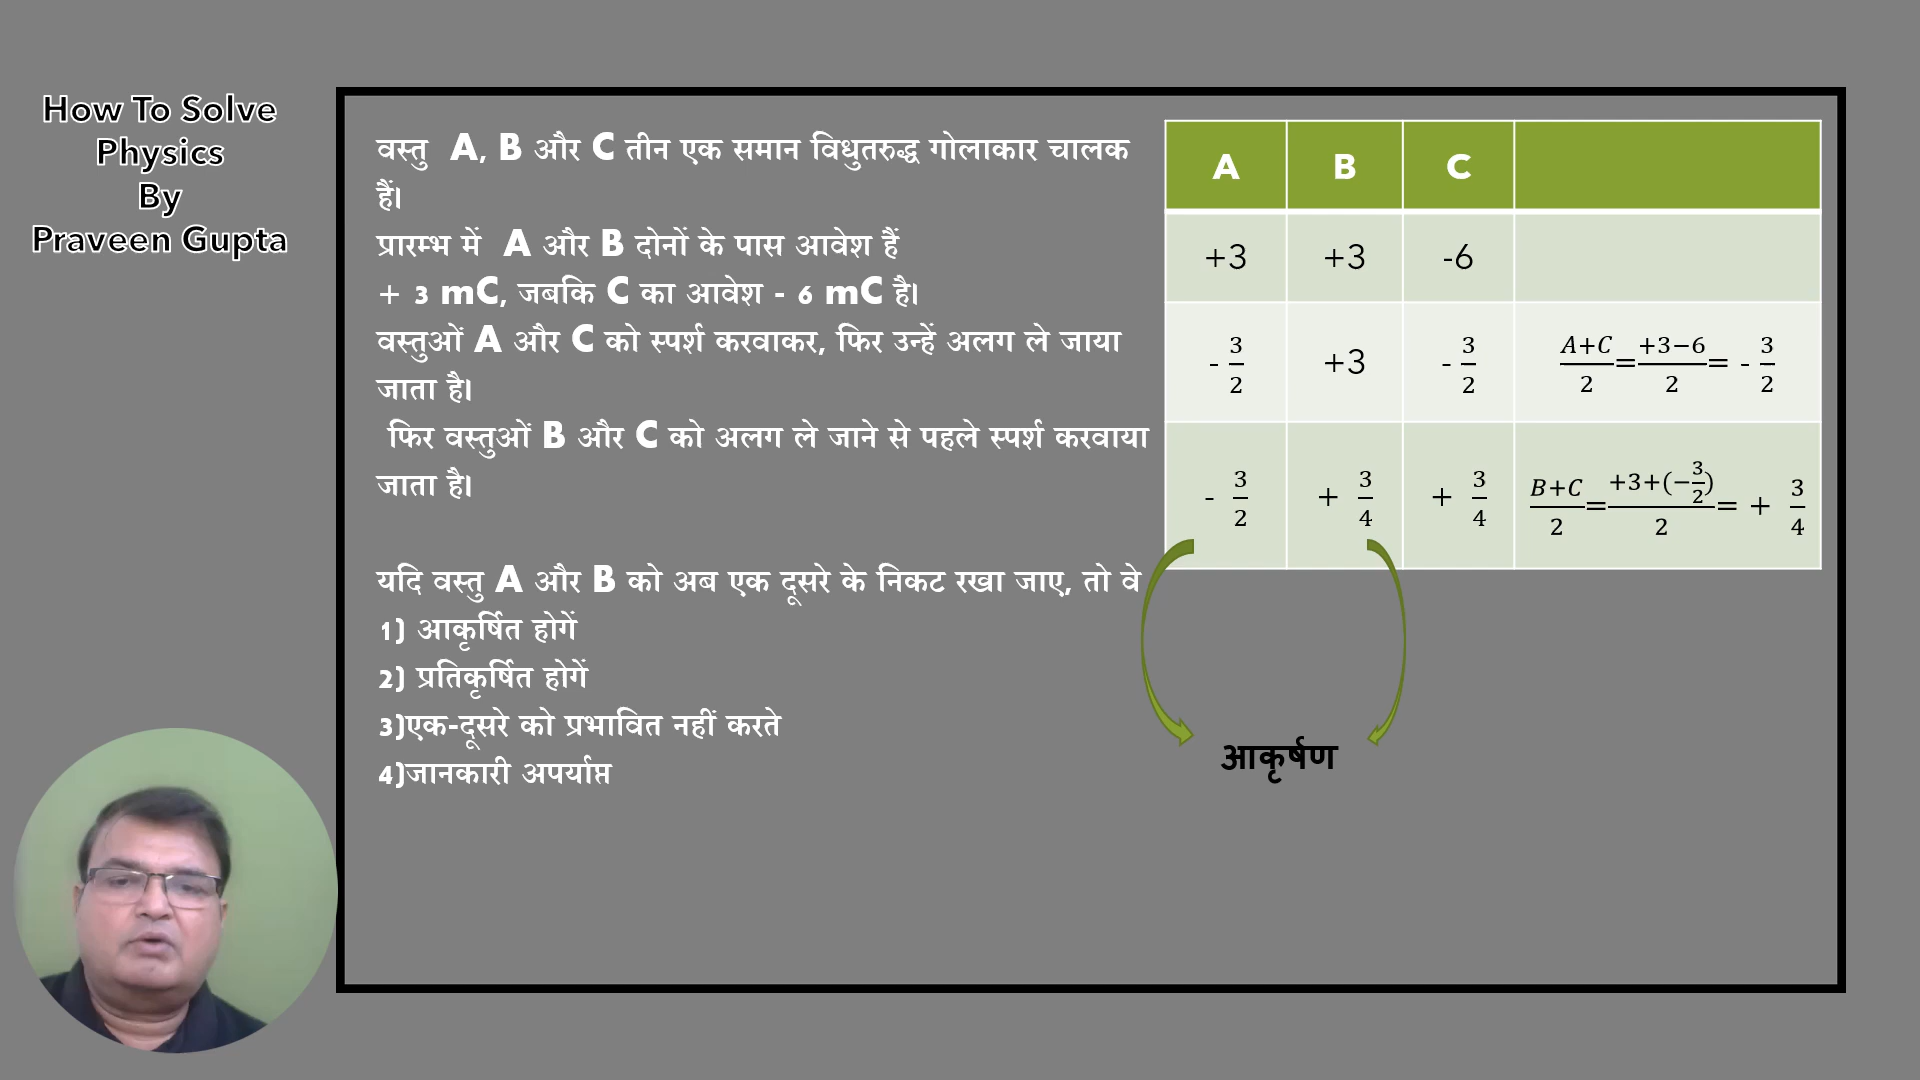 How To Solve
Physics
By
Praveen Gupta
वस्तु A, B और C तीन एक समान विधुतरुद्ध गोलाकार चालक
हैं।
प्रारम्भ में A और B दोनों के पास आवेश हैं
+ 3 mC, जबकि C का आवेश - 6 mC है।
वस्तुओं A और C को स्पर्श करवाकर, फिर उन्हें अलग ले जाया
जाता है।
फिर वस्तुओं B और C को अलग ले जाने से पहले स्पर्श करवाया
जाता है।
यदि वस्तु A और B को अब एक दूसरे के निकट रखा जाए, तो वे
1) आकृर्षित होगें
2) प्रतिकृर्षित होगें
3)एक-दूसरे को प्रभावित नहीं करते
4)जानकारी अपर्याप्त
A B C
+3 +3 -6
- 3/2 +3 - 3/2 (A+C)/2=(+3−6)/2= - 3/2
- 3/2 + 3/4 + 3/4 (B+C)/2=(+3+(−3/2))/2= + 3/4
आकृर्षण